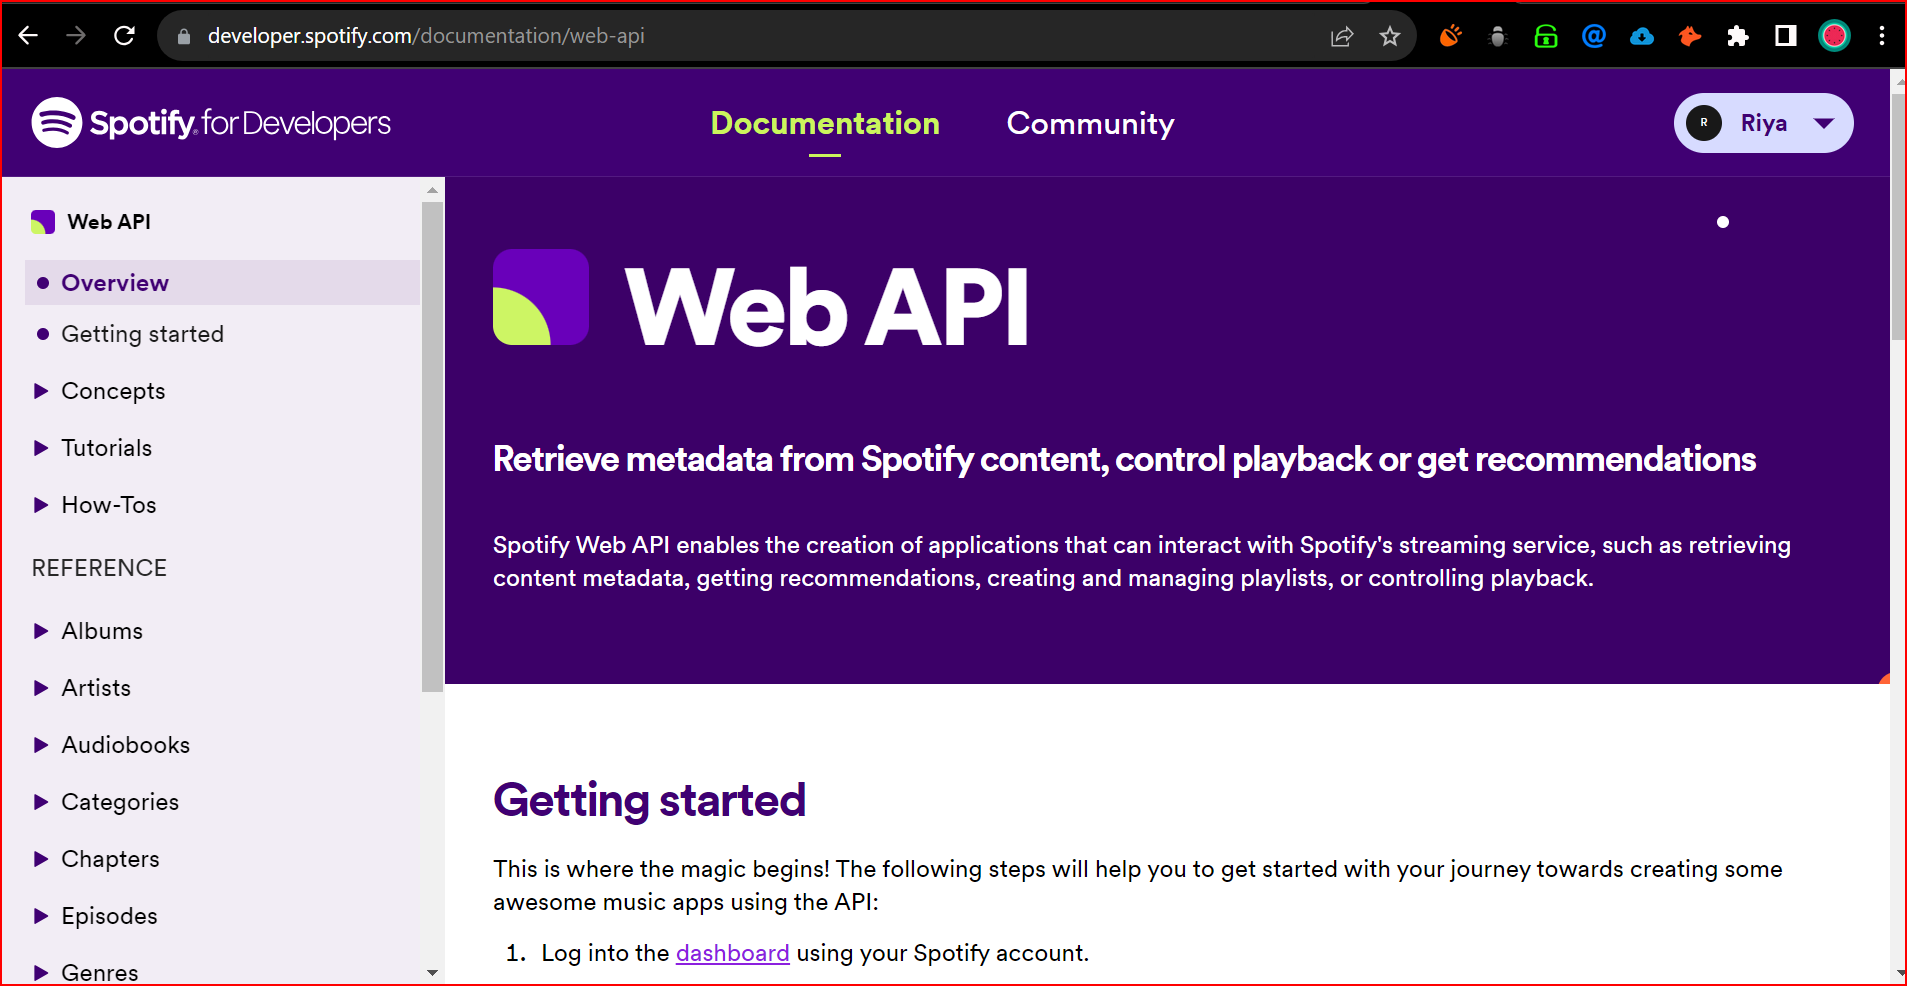 developer.spotify.com/documentation/web-api
Spotify for Developers
Documentation
Community
R
Riya
Web API
Overview
Getting started
Concepts
Tutorials
How-Tos
REFERENCE
Albums
Artists
Audiobooks
Categories
Chapters
Episodes
Genres
Web API
Retrieve metadata from Spotify content, control playback or get recommendations
Spotify Web API enables the creation of applications that can interact with Spotify's streaming service, such as retrieving
content metadata, getting recommendations, creating and managing playlists, or controlling playback.
Getting started
This is where the magic begins! The following steps will help you to get started with your journey towards creating some
awesome music apps using the API:
1. Log into the dashboard using your Spotify account.